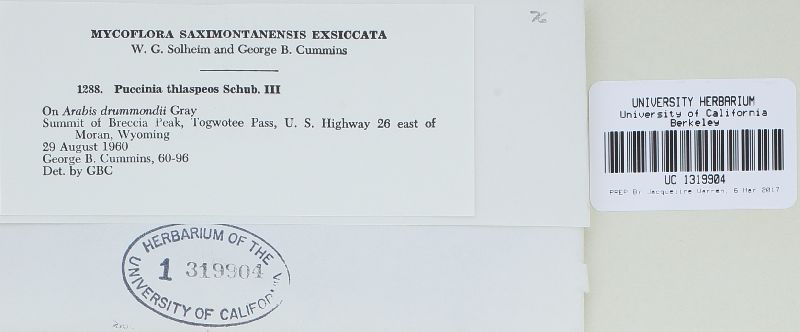 MYCOFLORA SAXIMONTANENSIS EXSICCATA
W. G. Solheim and George B. Cummins
1288. Puccinia thlaspeos Schub. III
On Arabis drummondii Gray
Summit of Breccia Peak, Togwotee Pass, U. S. Highway 26 east of
Moran, Wyoming
29 August 1960
George B. Cummins, 60-96
Det. by GBC
UNIVERSITY HERBARIUM
University of California
Berkeley
UC 1319904
PREP By Jacqueline Warren, 6 Mar 2017
HERBARIUM OF THE
1 319904
UNIVERSITY OF CALIFOR